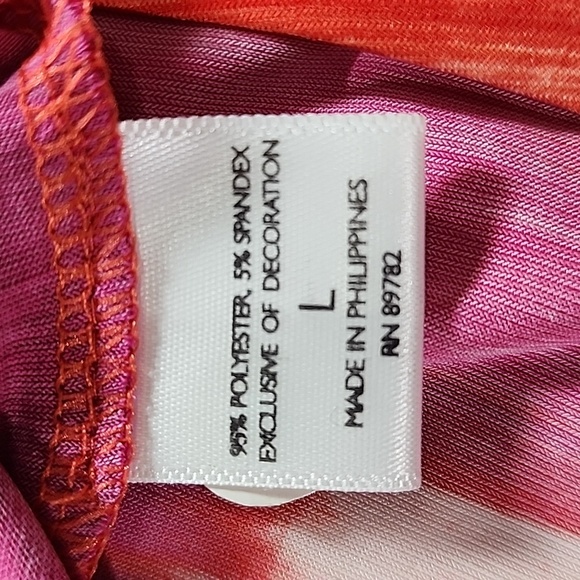 95% POLYESTER, 5% SPANDEX
EXCLUSIVE OF DECORATION
L
MADE IN PHILIPPINES
RN 89782